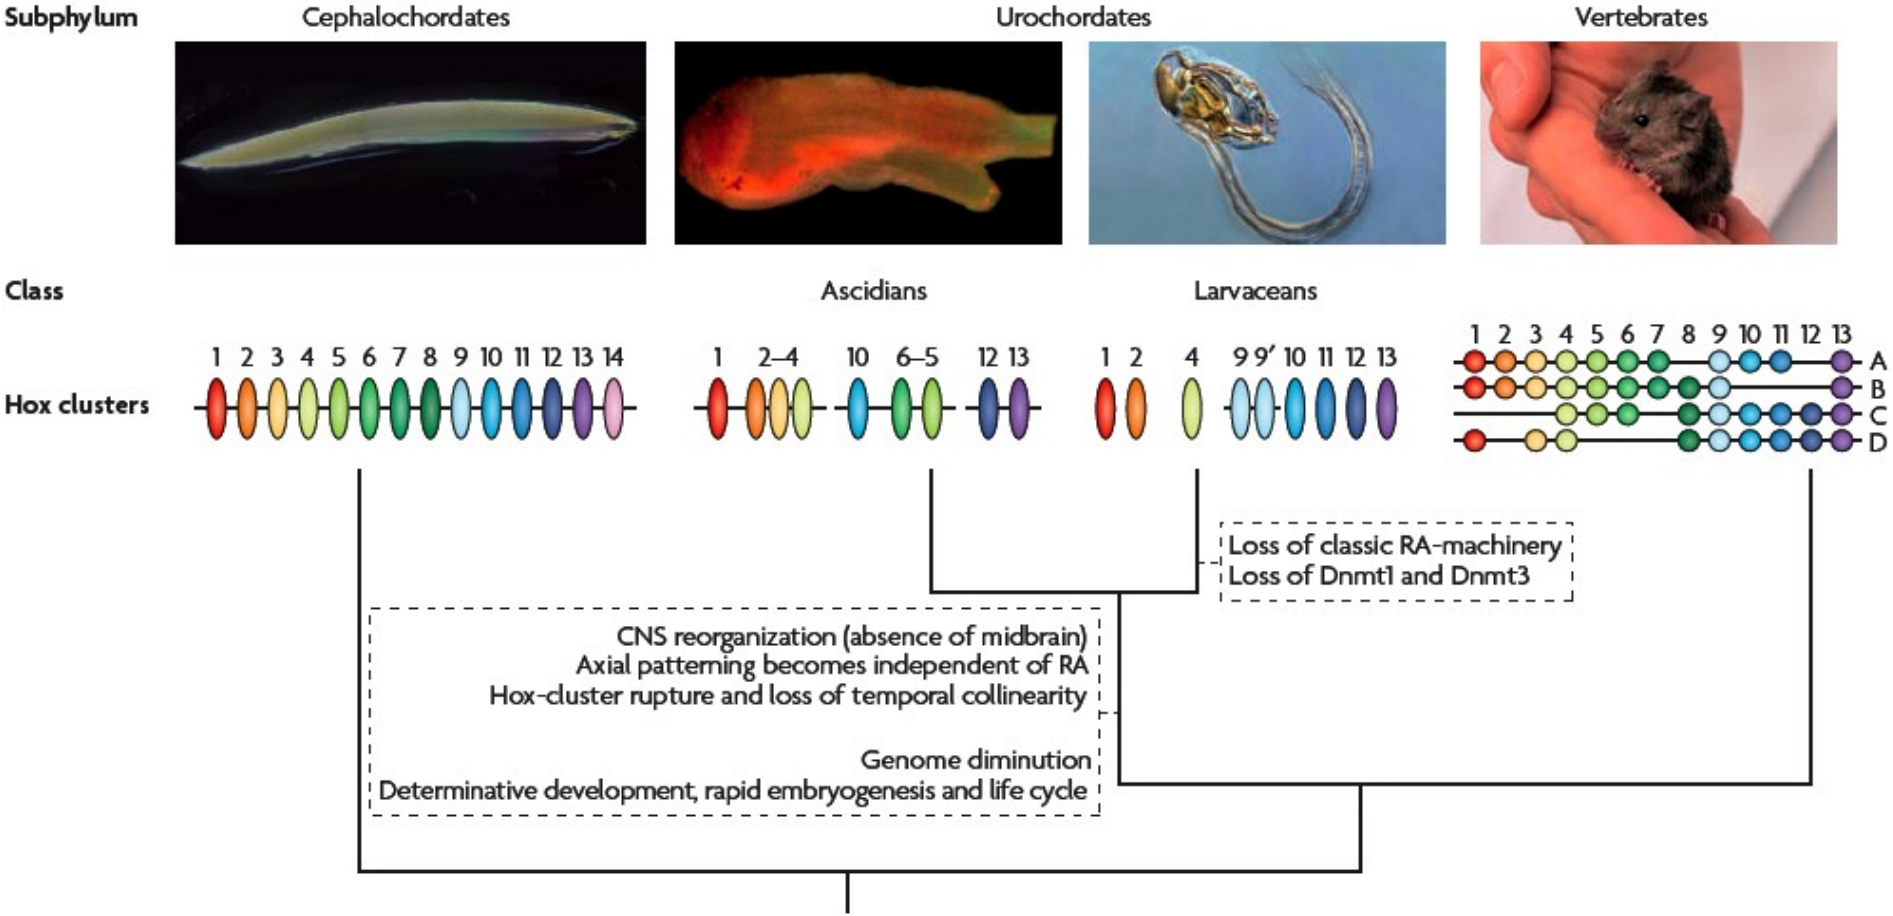 Subphylum Cephalochordates Urochordates Vertebrates
Class Ascidians Larvaceans
1 2 3 4 5 6 7 8 9 10 11 12 13 14 1 2–4 10 6–5 12 13 1 2 4 9 9′ 10 11 12 13 1 2 3 4 5 6 7 8 9 10 11 12 13
A
B
Hox clusters
C
D
Loss of classic RA-machinery
Loss of Dnmt1 and Dnmt3
CNS reorganization (absence of midbrain)
Axial patterning becomes independent of RA
Hox-cluster rupture and loss of temporal collinearity
Genome diminution
Determinative development, rapid embryogenesis and life cycle